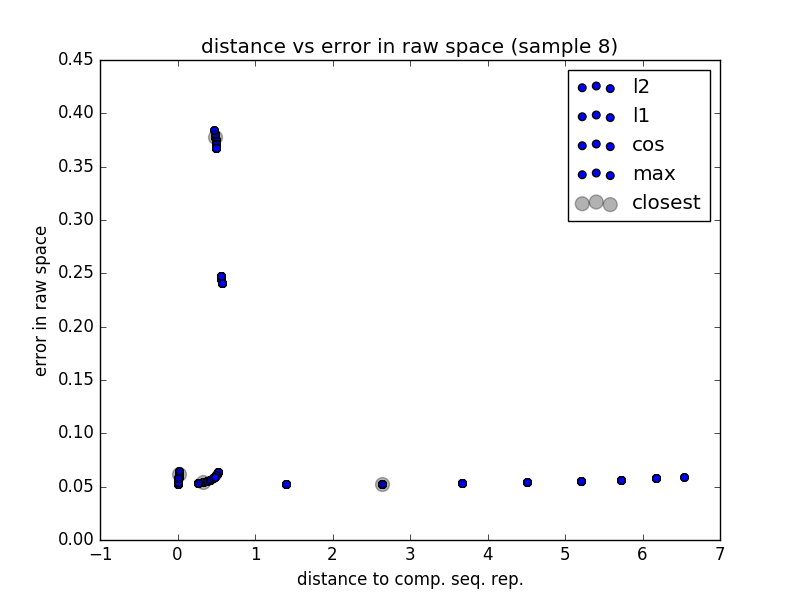 distance vs error in raw space (sample 8)
0.45
0.40
0.35
0.30
0.25
0.20
0.15
0.10
0.05
0.00
error in raw space
l2
l1
cos
max
closest
−1 0 1 2 3 4 5 6 7
distance to comp. seq. rep.